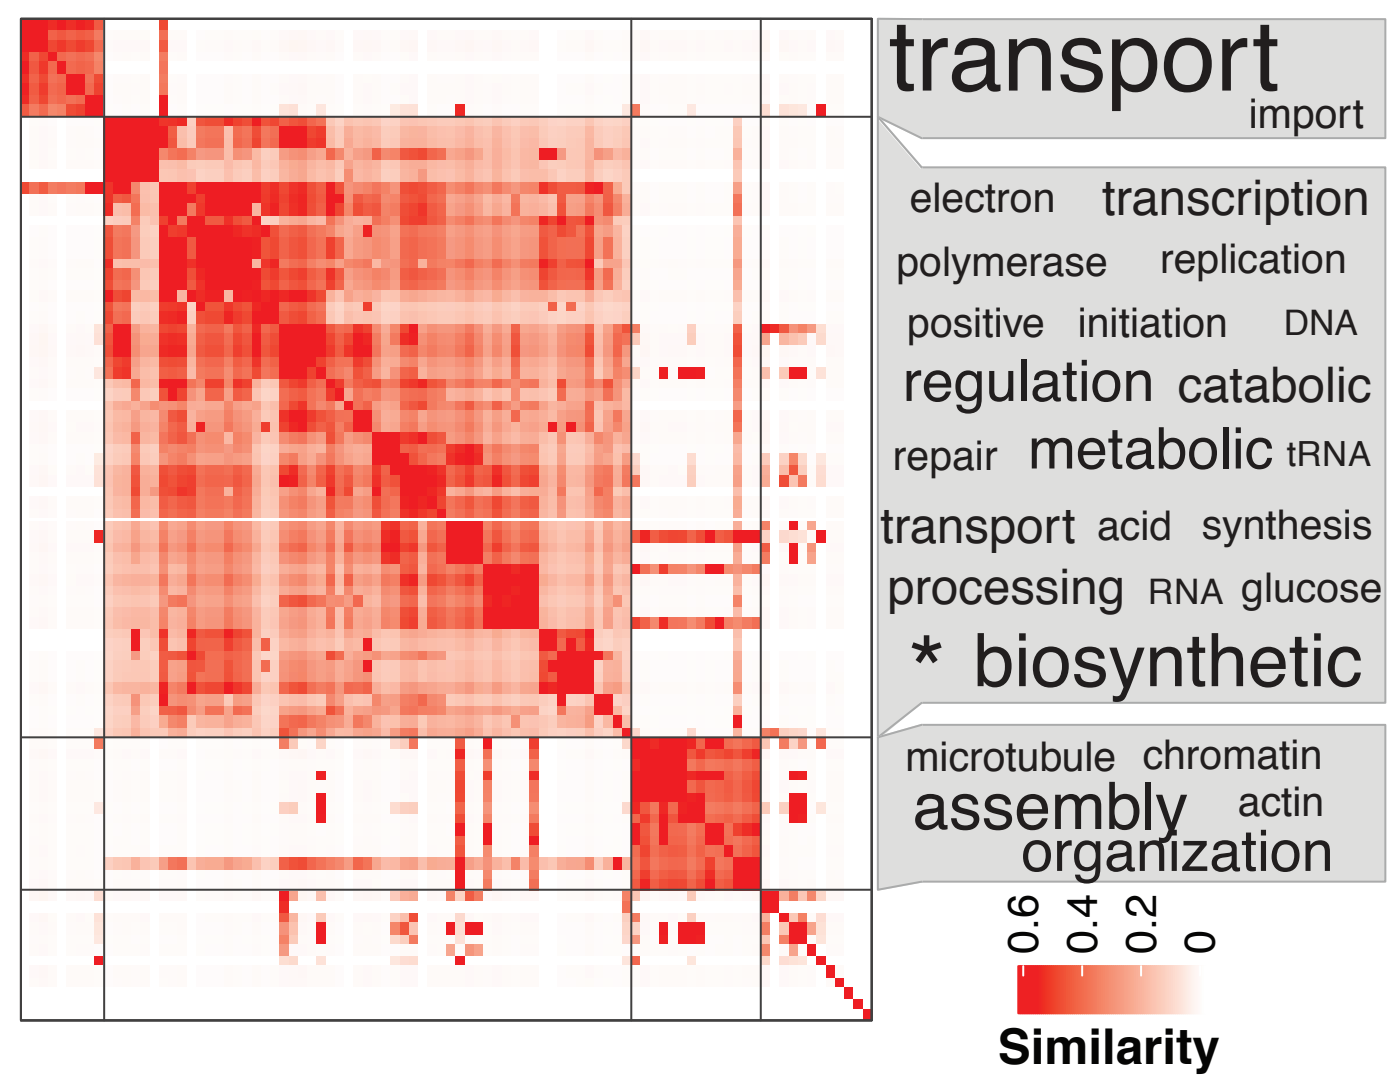 transport
import
electron transcription
polymerase replication
positive initiation DNA
regulation catabolic
repair metabolic tRNA
transport acid synthesis
processing RNA glucose
* biosynthetic
microtubule chromatin
assembly actin
organization
0.6 0.4 0.2 0
Similarity